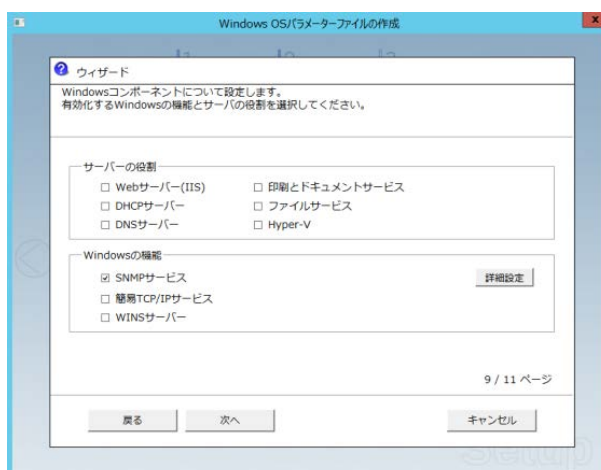 Windows OSパラメーターファイルの作成
x
ウィザード
Windowsコンポーネントについて設定します。
有効化するWindowsの機能とサーバの役割を選択してください。
サーバーの役割
Webサーバー(IIS)
印刷とドキュメントサービス
DHCPサーバー
ファイルサービス
DNSサーバー
Hyper-V
Windowsの機能
SNMPサービス
詳細設定
簡易TCP/IPサービス
WINSサーバー
9 / 11 ページ
戻る
次へ
キャンセル
Setup